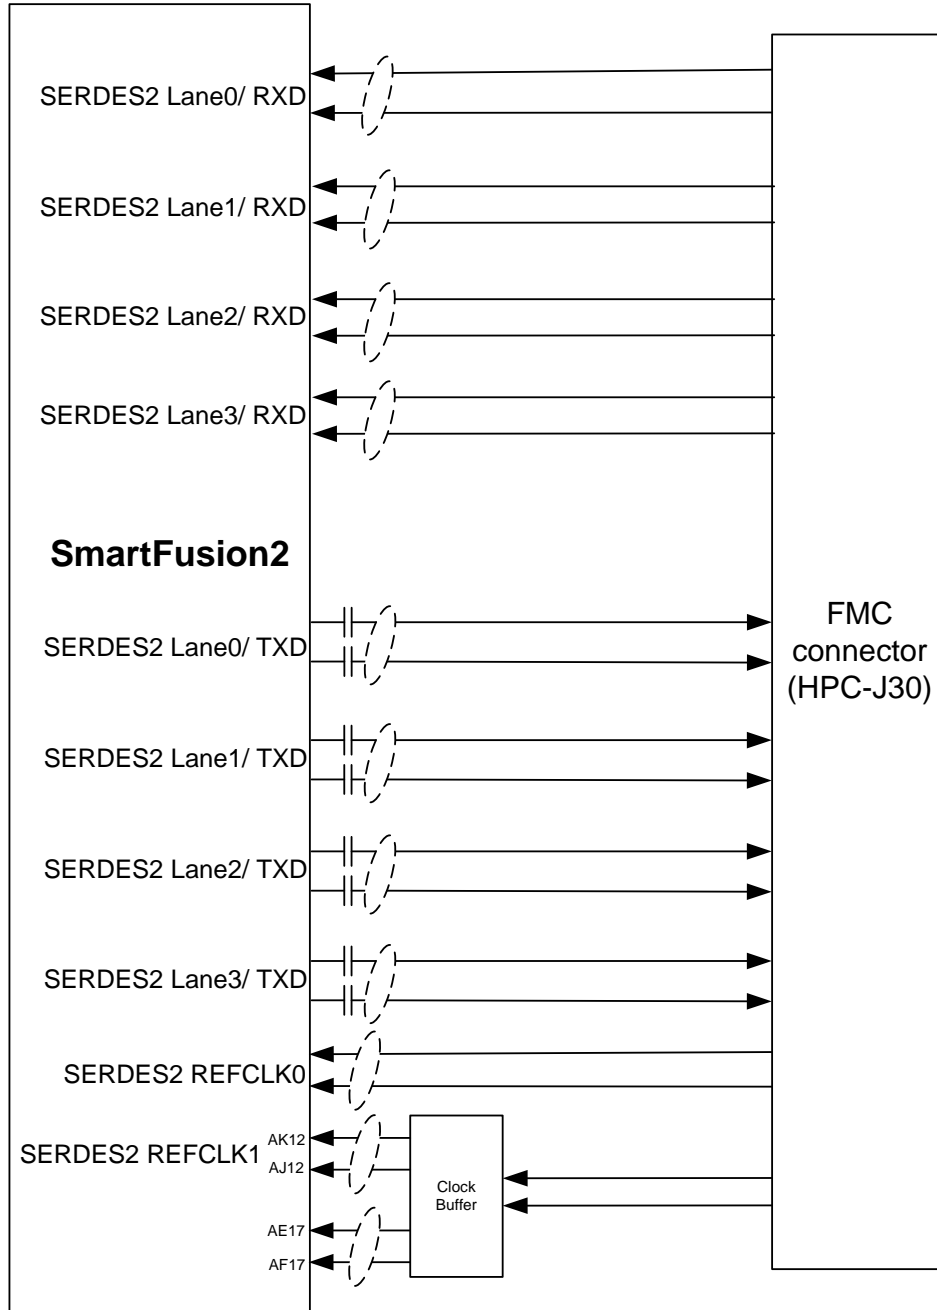 SERDES2 Lane0/ RXD
SERDES2 Lane1/ RXD
SERDES2 Lane2/ RXD
SERDES2 Lane3/ RXD
SmartFusion2
SERDES2 Lane0/ TXD
FMC
connector
(HPC-J30)
SERDES2 Lane1/ TXD
SERDES2 Lane2/ TXD
SERDES2 Lane3/ TXD
SERDES2 REFCLK0
SERDES2 REFCLK1
AK12
AJ12
Clock
Buffer
AE17
AF17